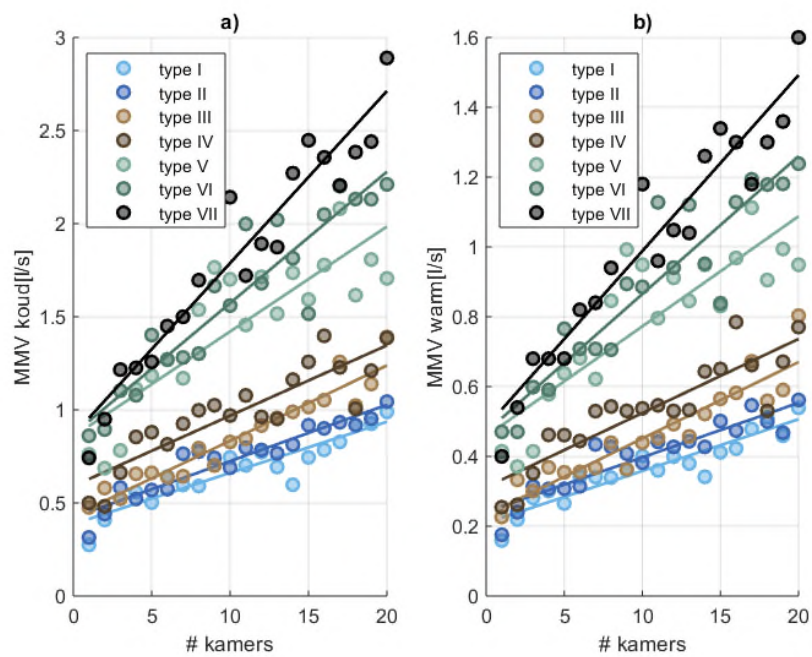 a)
MMV koud[l/s]
3
2.5
2
1.5
1
0.5
0
type I
type II
type III
type IV
type V
type VI
type VII
0 5 10 15 20
# kamers
b)
MMV warm[l/s]
1.6
1.4
1.2
1
0.8
0.6
0.4
0.2
0
type I
type II
type III
type IV
type V
type VI
type VII
0 5 10 15 20
# kamers